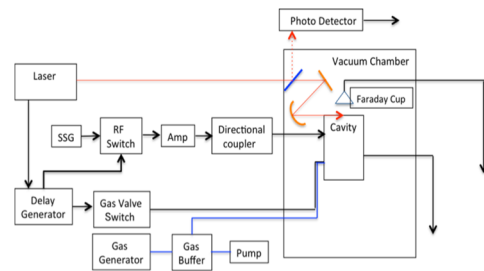 Photo Detector
Vacuum Chamber
Laser
Faraday Cup
SSG
RF
Switch
Amp
Directional
coupler
Cavity
Delay
Generator
Gas Valve
Switch
Gas
Generator
Gas
Buffer
Pump